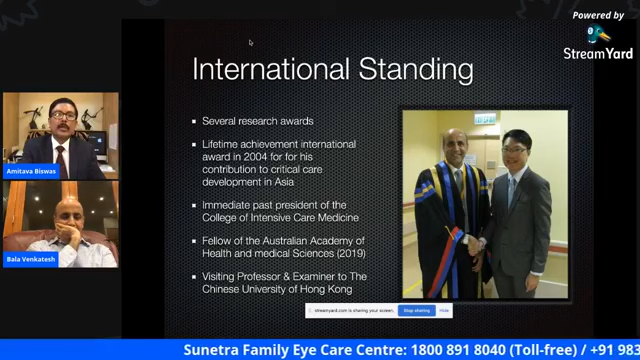 Powered by
StreamYard
International Standing
Several research awards
Lifetime achievement international
award in 2004 for for his
contribution to critical care
development in Asia
Immediate past president of the
College of Intensive Care Medicine
Fellow of the Australian Academy of
Health and medical Sciences (2019)
Visiting Professor & Examiner to The
Chinese University of Hong Kong
Amitava Biswas
Bala Venkatesh
streamyard.com is sharing your screen.
Stop sharing
Hide
Sunetra Family Eye Care Centre: 1800 891 8040 (Toll-free) / +91 983